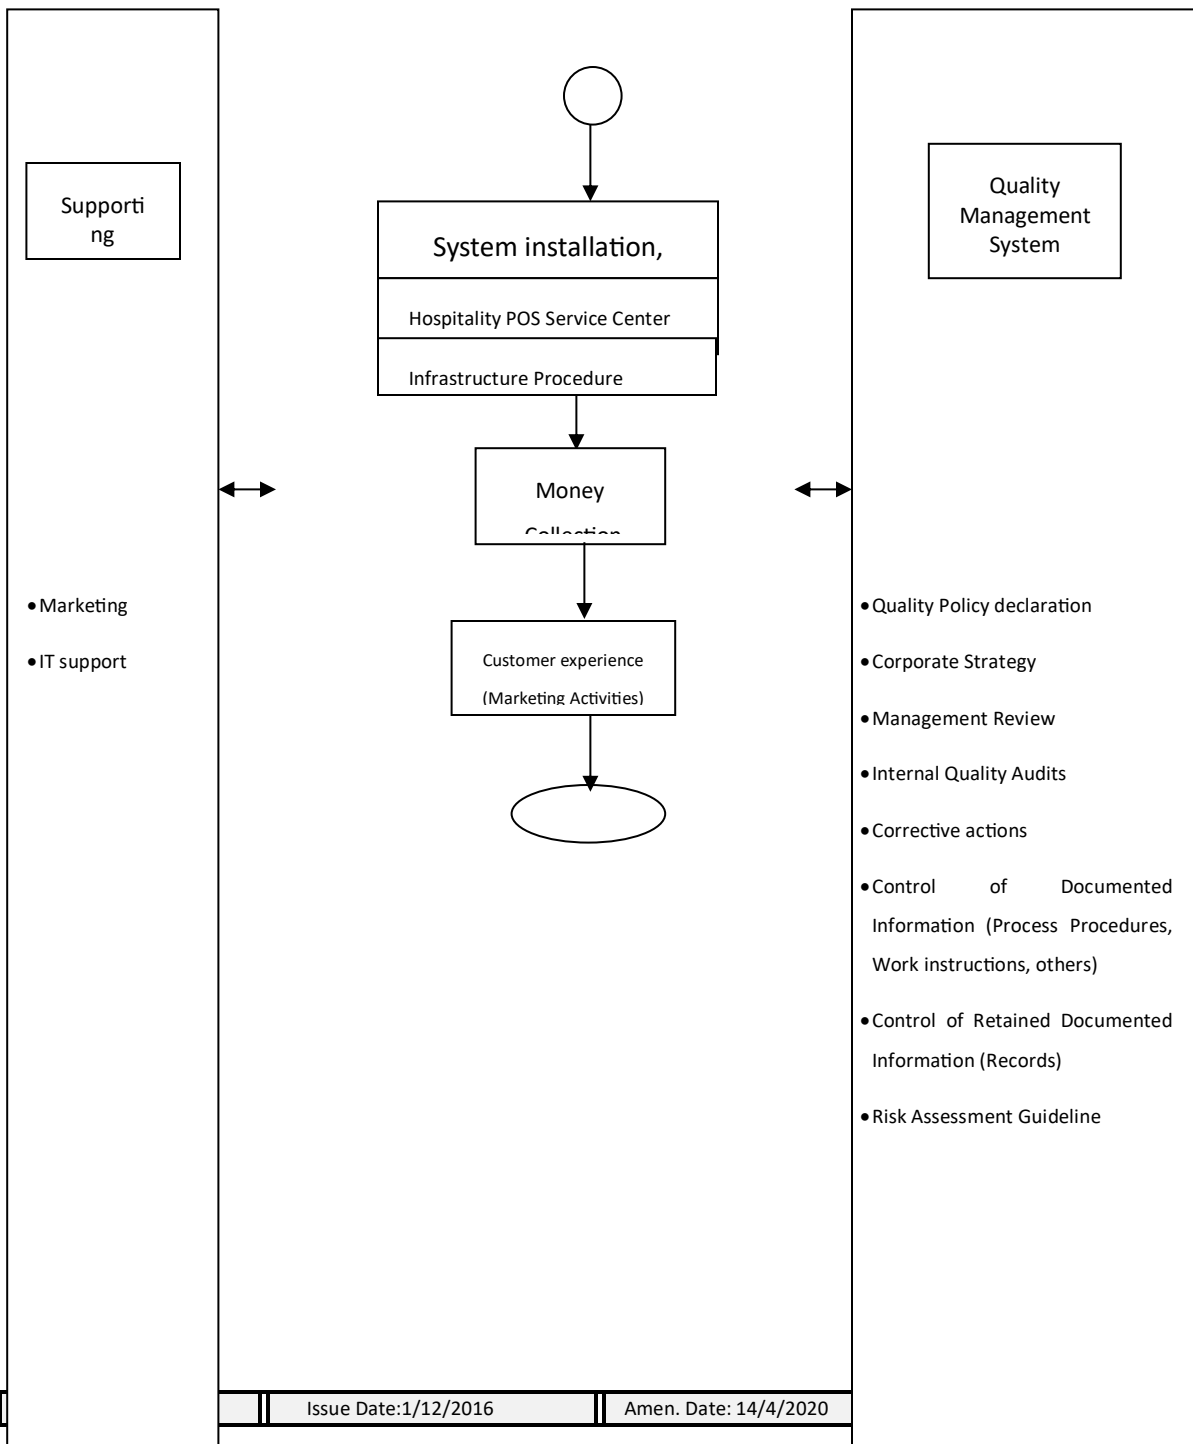 Supporti
ng
System installation,
Hospitality POS Service Center
Infrastructure Procedure
Money
Collection
Customer experience
(Marketing Activities)
Quality
Management
System
•Marketing
•IT support
•Quality Policy declaration
•Corporate Strategy
•Management Review
•Internal Quality Audits
•Corrective actions
•Control of Documented
Information (Process Procedures,
Work instructions, others)
•Control of Retained Documented
Information (Records)
•Risk Assessment Guideline
Issue Date:1/12/2016
Amen. Date: 14/4/2020